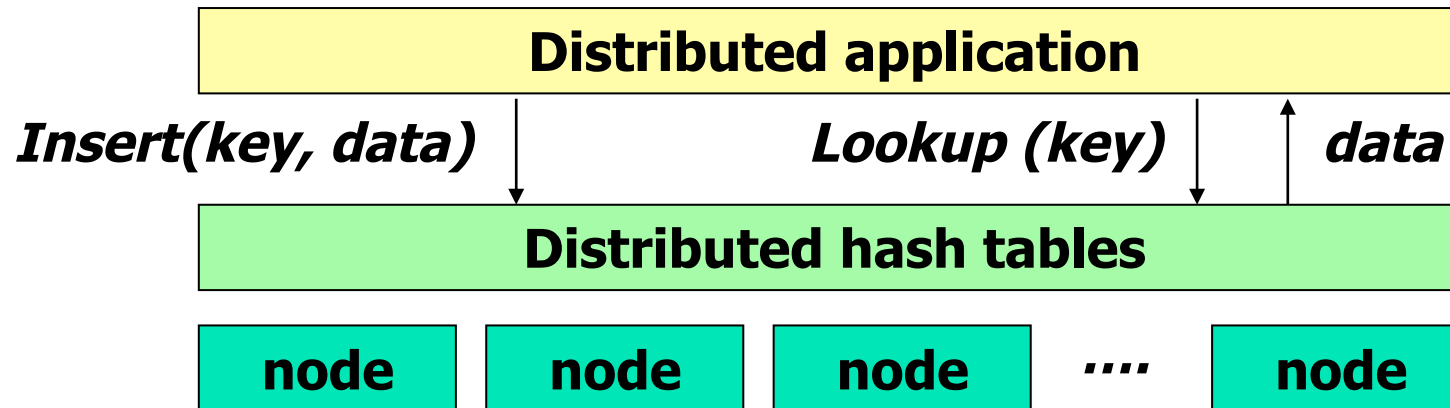 Distributed application
Insert(key, data) Lookup (key) data
Distributed hash tables
node node node .... node